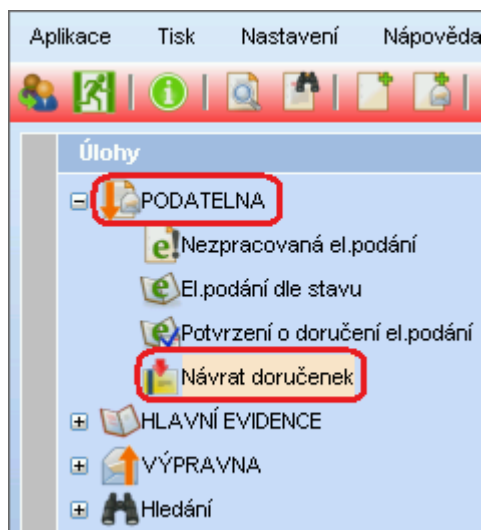 Aplikace Tisk Nastavení Nápověda
Úlohy
PODATELNA
Nezpracovaná el.podání
El.podání dle stavu
Potvrzení o doručení el.podání
Návrat doručenek
HLAVNÍ EVIDENCE
VÝPRAVNA
Hledání